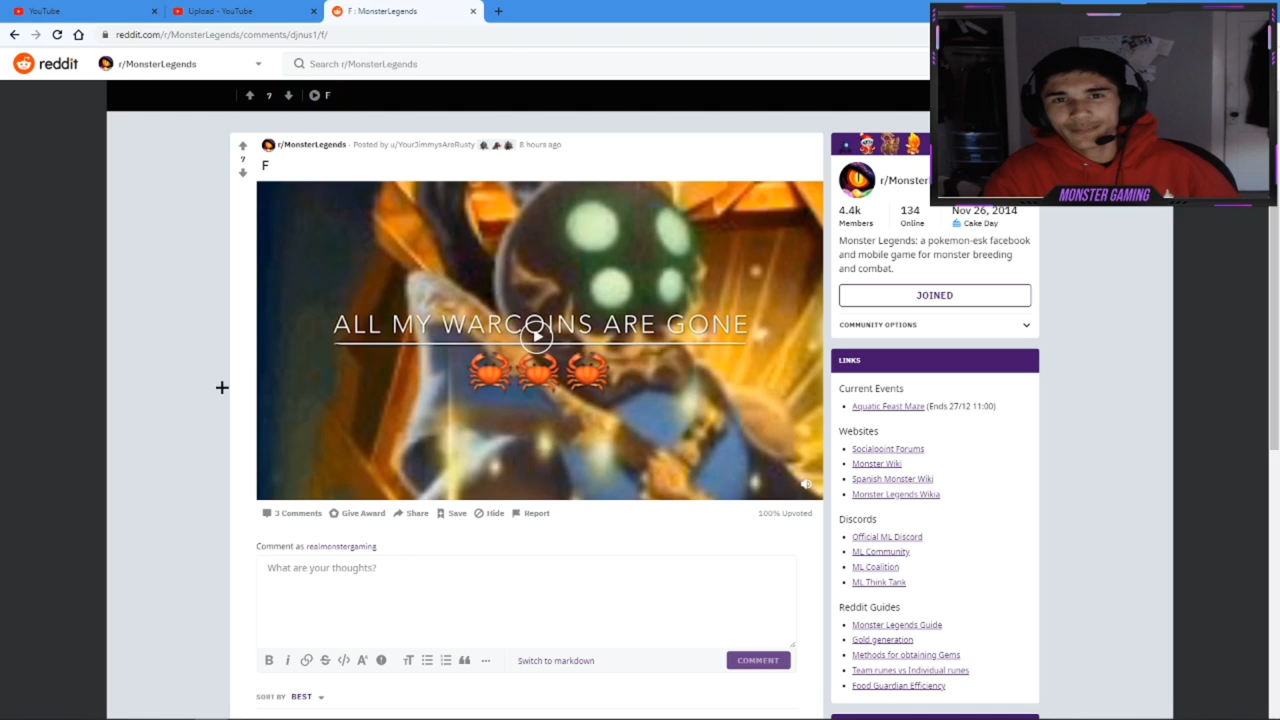 YouTube
Upload - YouTube
F : MonsterLegends
reddit.com/r/MonsterLegends/comments/djnus1/f/
reddit
r/MonsterLegends
Search r/MonsterLegends
7
F
r/MonsterLegends · Posted by u/Your3immysAreRusty 8 hours ago
7
F
ALL MY WARCOINS ARE GONE
3 Comments
Give Award
Share
Save
Hide
Report
100% Upvoted
Comment as realmonstergaming
What are your thoughts?
Switch to markdown
COMMENT
SORT BY BEST
MONSTER GAMING
r/Monster
4.4k
134
Nov 26, 2014
Members
Online
Cake Day
Monster Legends: a pokemon-esk facebook
and mobile game for monster breeding
and combat.
JOINED
COMMUNITY OPTIONS
LINKS
Current Events
Aquatic Feast Maze (Ends 27/12 11:00)
Websites
Socialpoint Forums
Monster Wiki
Spanish Monster Wiki
Monster Legends Wikia
Discords
Official ML Discord
ML Community
ML Coalition
ML Think Tank
Reddit Guides
Monster Legends Guide
Gold generation
Methods for obtaining Gems
Team runes vs Individual runes
Food Guardian Efficiency